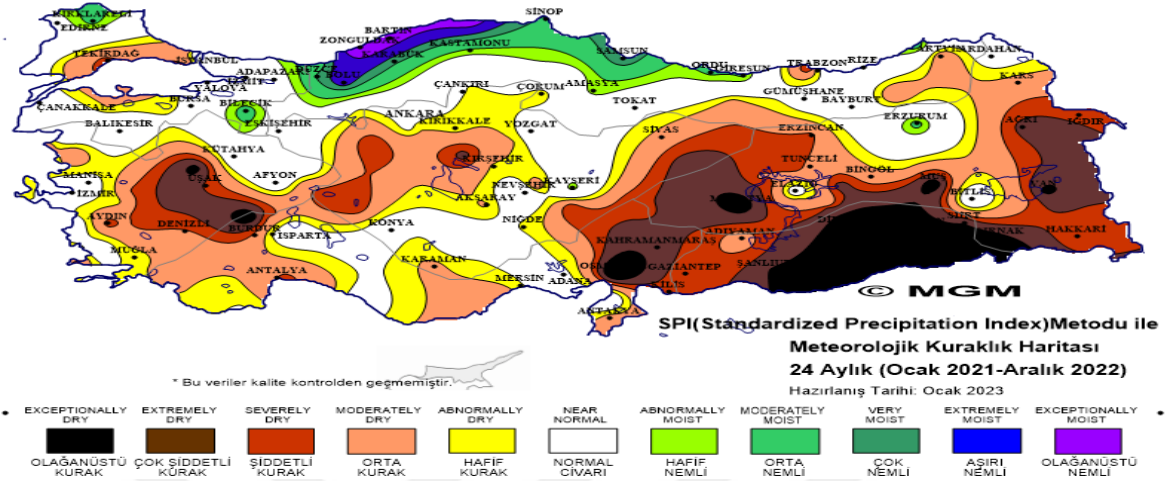 SİNOP
KIRKLARELİ
EDİRNE
BARTIN
ZONGULDAK
KASTAMONU
KARABÜK
SAMSUN
TEKİRDAĞ
İSTANBUL
ADAPAZARI
DÜZCE
BOLU
ORDU
GİRESUN
TRABZON
RİZE
ARTVİN
ARDAHAN
KARS
İZMİT
YALOVA
ÇANKIRI
ÇORUM
AMASYA
GÜMÜŞHANE
BAYBURT
ÇANAKKALE
BURSA
BİLECİK
TOKAT
ANKARA
ERZURUM
AĞRI
IĞDIR
BALIKESİR
ESKİŞEHİR
KIRIKKALE
YOZGAT
SİVAS
ERZİNCAN
KÜTAHYA
KIRŞEHİR
TUNCELİ
BİNGÖL
MANİSA
UŞAK
AFYON
KAYSERİ
NEVŞEHİR
ELAZIĞ
MUŞ
BİTLİS
VAN
İZMİR
AKSARAY
AYDIN
DENİZLİ
BURDUR
ISPARTA
KONYA
NİĞDE
ADIYAMAN
SİİRT
HAKKARİ
MUĞLA
KAHRAMANMARAŞ
ANTALYA
KARAMAN
MERSİN
ADANA
GAZİANTEP
KİLİS
ANTAKYA
© MGM
SPI(Standardized Precipitation Index)Metodu ile
Meteorolojik Kuraklık Haritası
24 Aylık (Ocak 2021-Aralık 2022)
Hazırlanış Tarihi: Ocak 2023
* Bu veriler kalite kontrolden geçmemiştir.
EXCEPTIONALLY DRY
EXTREMELY DRY
SEVERELY DRY
MODERATELY DRY
ABNORMALLY DRY
NEAR NORMAL
ABNORMALLY MOIST
MODERATELY MOIST
VERY MOIST
EXTREMELY MOIST
EXCEPTIONALLY MOIST
OLAĞANÜSTÜ KURAK
ÇOK ŞİDDETLİ KURAK
ŞİDDETLİ KURAK
ORTA KURAK
HAFİF KURAK
NORMAL CİVARI
HAFİF NEMLİ
ORTA NEMLİ
ÇOK NEMLİ
AŞIRI NEMLİ
OLAĞANÜSTÜ NEMLİ